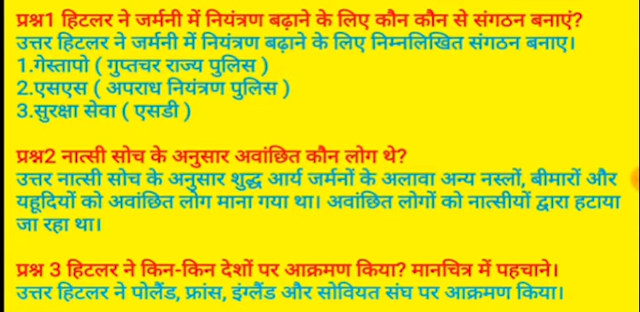 प्रश्न1 हिटलर ने जर्मनी में नियंत्रण बढ़ाने के लिए कौन कौन से संगठन बनाएं?
उत्तर हिटलर ने जर्मनी में नियंत्रण बढ़ाने के लिए निम्नलिखित संगठन बनाए।
1.गेस्तापो ( गुप्तचर राज्य पुलिस )
2.एसएस ( अपराध नियंत्रण पुलिस )
3.सुरक्षा सेवा ( एसडी )
प्रश्न2 नात्सी सोच के अनुसार अवांछित कौन लोग थे?
उत्तर नात्सी सोच के अनुसार शुद्ध आर्य जर्मनों के अलावा अन्य नस्लों, बीमारों और
यहूदियों को अवांछित लोग माना गया था। अवांछित लोगों को नात्सीयों द्वारा हटाया
जा रहा था।
प्रश्न 3 हिटलर ने किन-किन देशों पर आक्रमण किया? मानचित्र में पहचाने।
उत्तर हिटलर ने पोलैंड, फ्रांस, इंग्लैंड और सोवियत संघ पर आक्रमण किया।